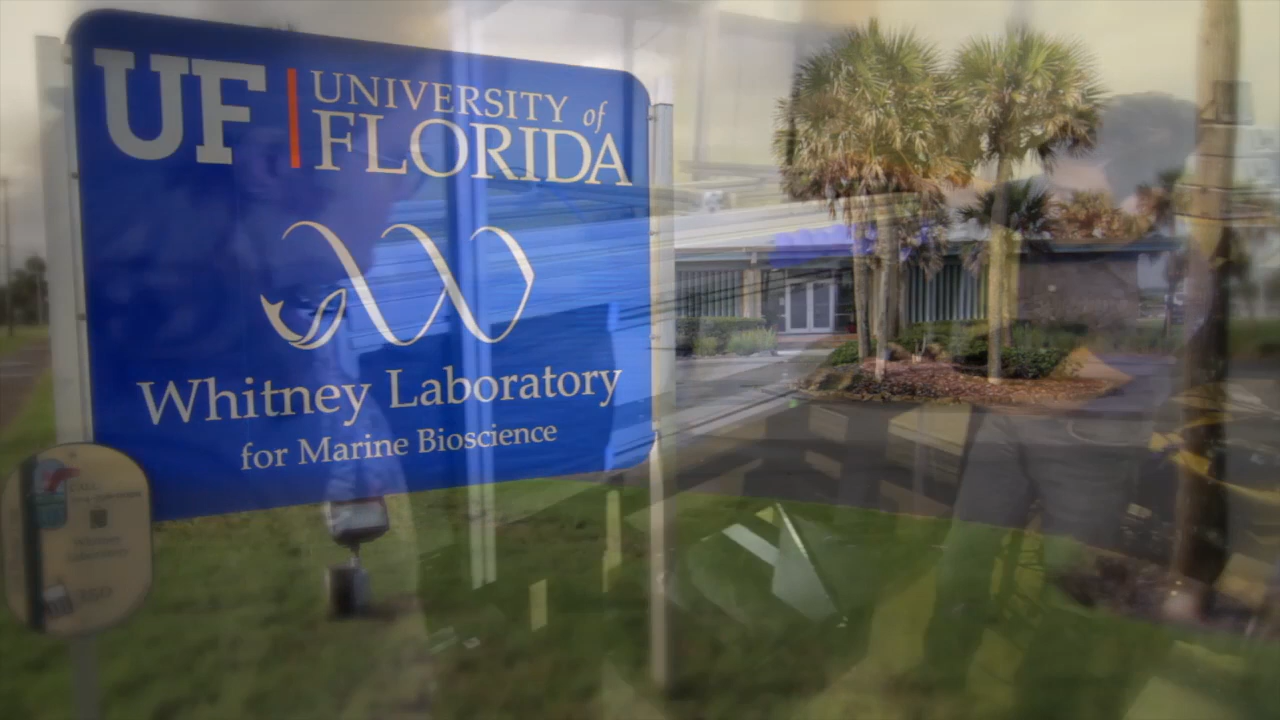 UF
UNIVERSITY of
FLORIDA
Whitney Laboratory
for Marine Bioscience